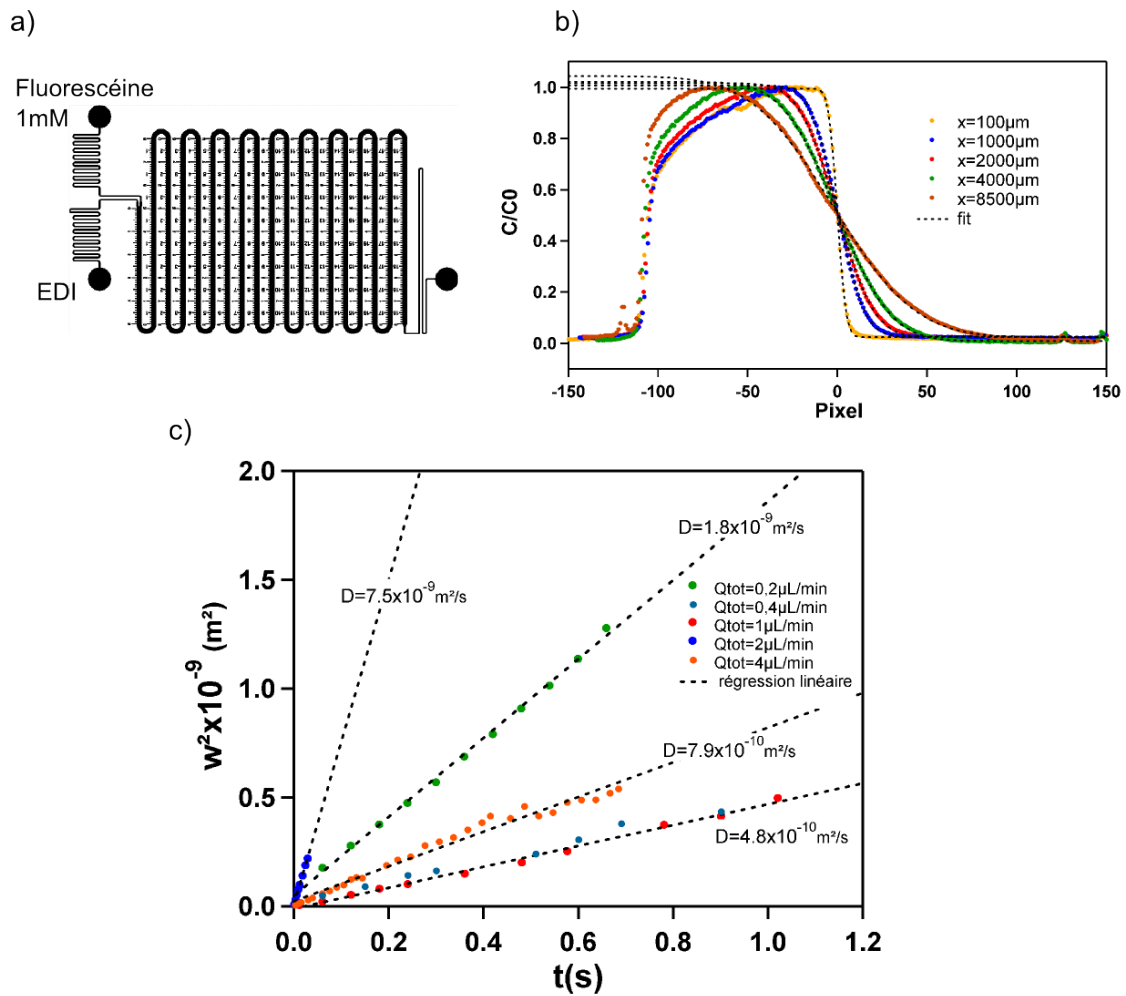 a)
Fluorescéine
1mM
EDI
b)
C/C0
1.0
0.8
0.6
0.4
0.2
0.0
-150
-100
-50
0
50
100
150
Pixel
x=100µm
x=1000µm
x=2000µm
x=4000µm
x=8500µm
fit
c)
w²x10⁻⁹ (m²)
2.0
1.5
1.0
0.5
0.0
0.0
0.2
0.4
0.6
0.8
1.0
1.2
t(s)
D=7.5x10⁻⁹m²/s
D=1.8x10⁻⁹m²/s
Qtot=0,2µL/min
Qtot=0,4µL/min
Qtot=1µL/min
Qtot=2µL/min
Qtot=4µL/min
régression linéaire
D=7.9x10⁻¹⁰m²/s
D=4.8x10⁻¹⁰m²/s